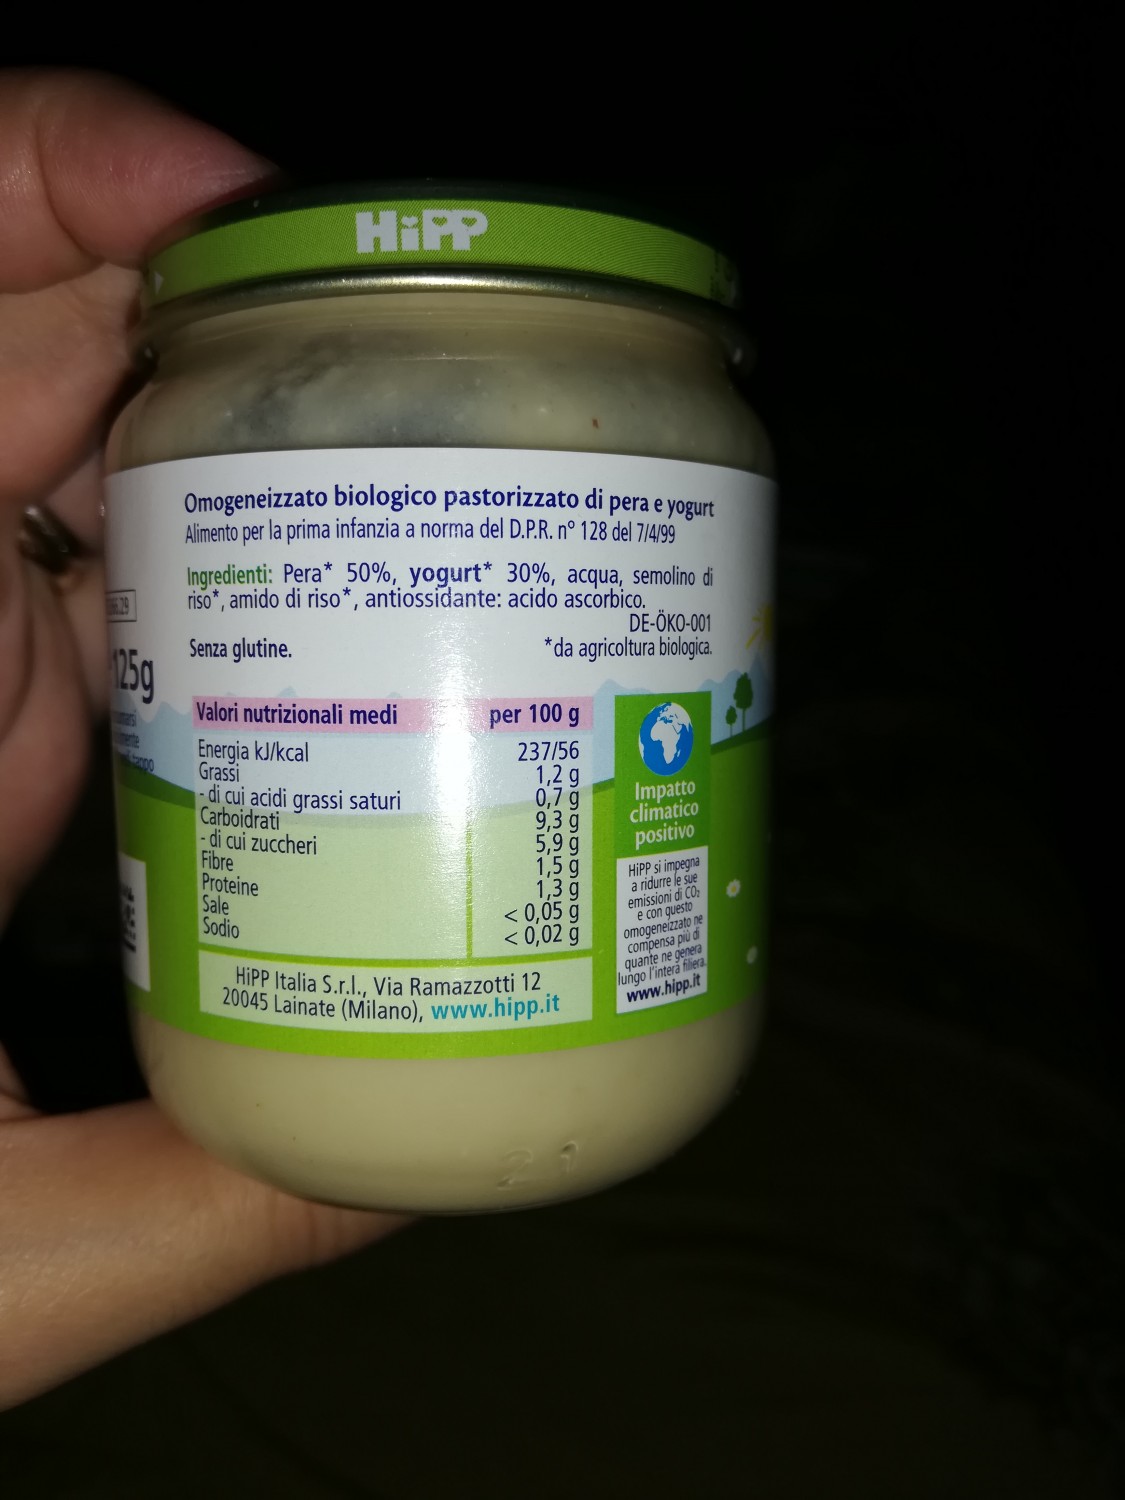 HiPP
Omogeneizzato biologico pastorizzato di pera e yogurt
Alimento per la prima infanzia a norma del D.P.R. n° 128 del 7/4/99
Ingredienti: Pera* 50%, yogurt* 30%, acqua, semolino di
riso*, amido di riso*, antiossidante: acido ascorbico.
DE-ÖKO-001
Senza glutine.
*da agricoltura biologica.
125g
tappo
Valori nutrizionali medi per 100 g
Energia kJ/kcal 237/56
Grassi 1,2 g
- di cui acidi grassi saturi 0,7 g
Carboidrati 9,3 g
- di cui zuccheri 5,9 g
Fibre 1,5 g
Proteine 1,3 g
Sale < 0,05 g
Sodio < 0,02 g
HiPP Italia S.r.l., Via Ramazzotti 12
20045 Lainate (Milano), www.hipp.it
Impatto
climatico
positivo
HiPP si impegna
a ridurre le sue
emissioni di CO₂
e con questo
omogeneizzato ne
compensa più di
quante ne genera
lungo l'intera filiera.
www.hipp.it
21